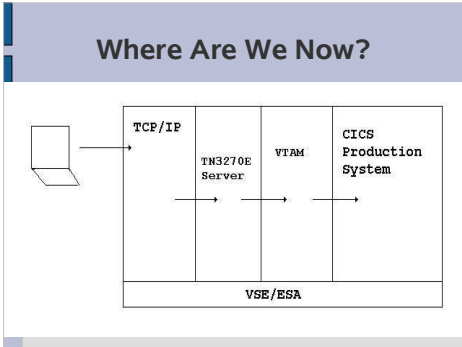 Where Are We Now?
TCP/IP
TN3270E
Server
VTAM
CICS
Production
System
VSE/ESA